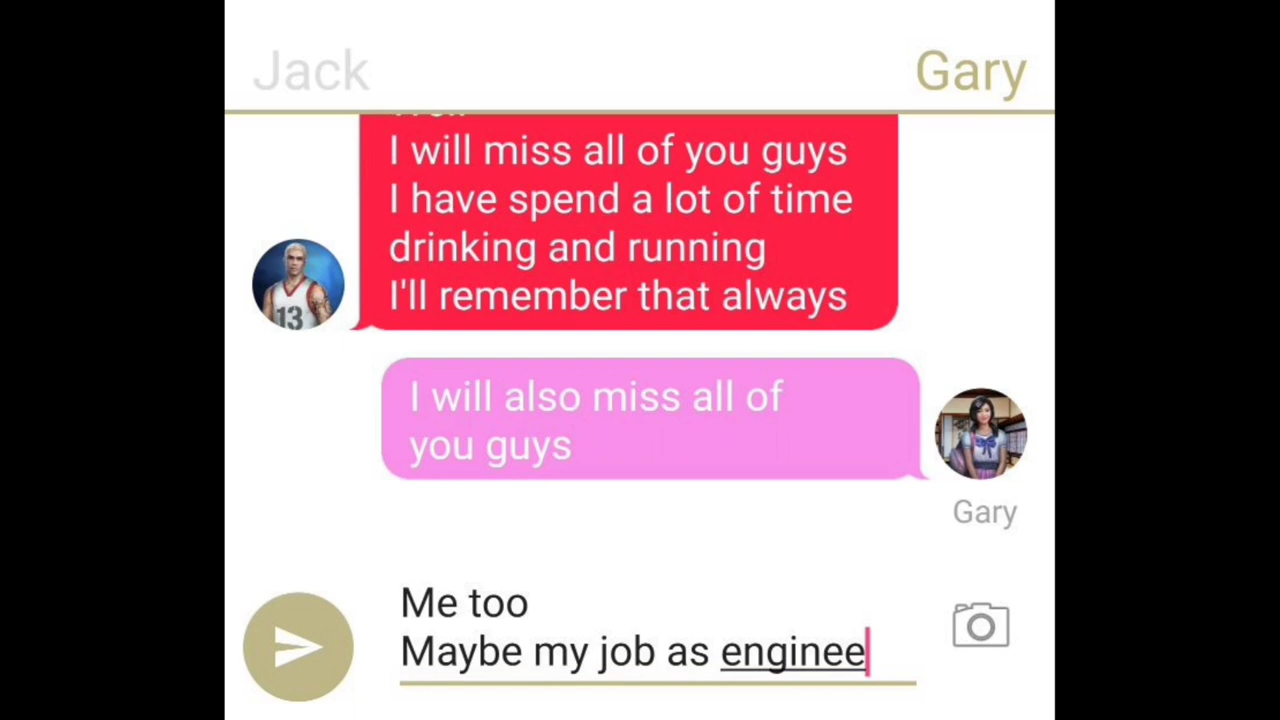 Jack
Gary
I will miss all of you guys
I have spend a lot of time
drinking and running
I'll remember that always
13
I will also miss all of
you guys
Gary
Me too
Maybe my job as enginee